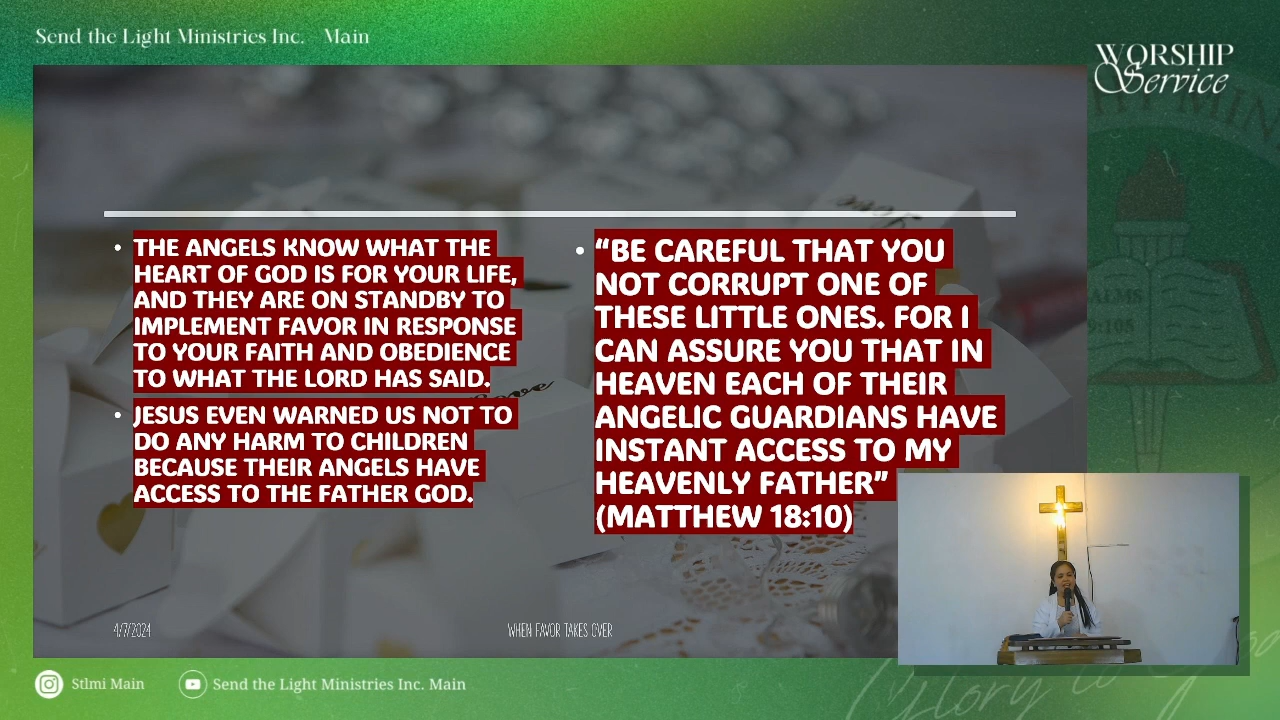 Send the Light Ministries Inc. Main
WORSHIP
Service
• THE ANGELS KNOW WHAT THE
HEART OF GOD IS FOR YOUR LIFE,
AND THEY ARE ON STANDBY TO
IMPLEMENT FAVOR IN RESPONSE
TO YOUR FAITH AND OBEDIENCE
TO WHAT THE LORD HAS SAID.
• JESUS EVEN WARNED US NOT TO
DO ANY HARM TO CHILDREN
BECAUSE THEIR ANGELS HAVE
ACCESS TO THE FATHER GOD.
• “BE CAREFUL THAT YOU
NOT CORRUPT ONE OF
THESE LITTLE ONES. FOR I
CAN ASSURE YOU THAT IN
HEAVEN EACH OF THEIR
ANGELIC GUARDIANS HAVE
INSTANT ACCESS TO MY
HEAVENLY FATHER”
(MATTHEW 18:10)
4/7/2024
WHEN FAVOR TAKES OVER
Stlmi Main
Send the Light Ministries Inc. Main